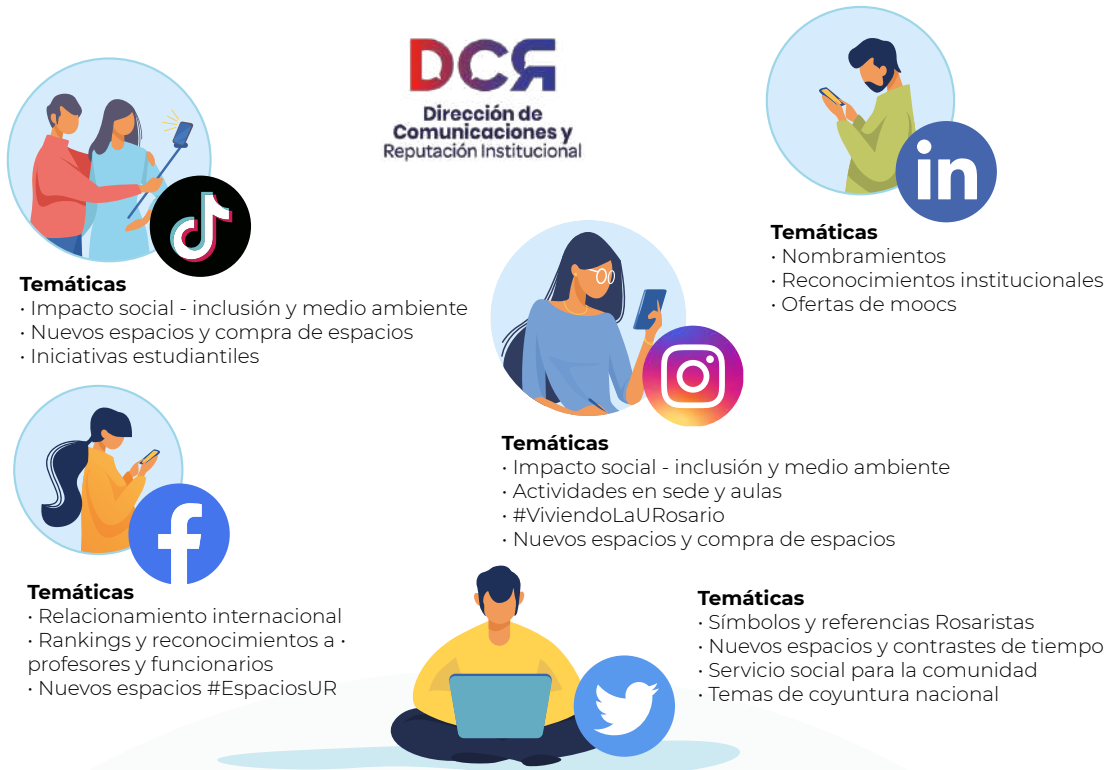 DCR
Dirección de
Comunicaciones y
Reputación Institucional
Temáticas
· Impacto social - inclusión y medio ambiente
· Nuevos espacios y compra de espacios
· Iniciativas estudiantiles
in
Temáticas
· Nombramientos
· Reconocimientos institucionales
· Ofertas de moocs
Temáticas
· Impacto social - inclusión y medio ambiente
· Actividades en sede y aulas
· #ViviendoLaURosario
· Nuevos espacios y compra de espacios
f
Temáticas
· Relacionamiento internacional
· Rankings y reconocimientos a ·
profesores y funcionarios
· Nuevos espacios #EspaciosUR
Temáticas
· Símbolos y referencias Rosaristas
· Nuevos espacios y contrastes de tiempo
· Servicio social para la comunidad
· Temas de coyuntura nacional